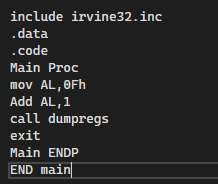 include irvine32.inc
.data
.code
Main Proc
mov AL,0Fh
Add AL,1
call dumpregs
exit
Main ENDP
END main